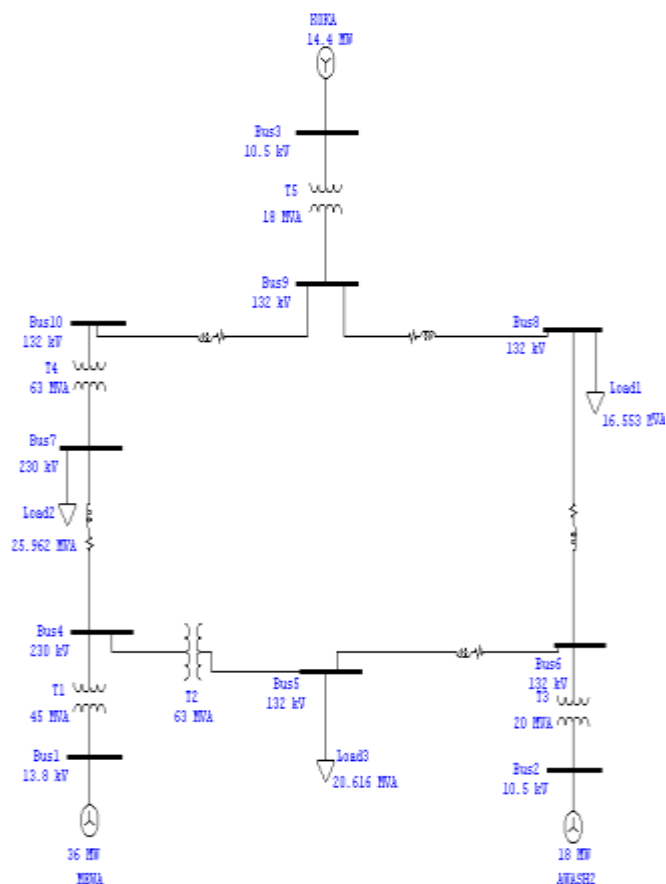 KOKA
14.4 MW
Bus3
10.5 kV
T5
18 MVA
Bus9
132 kV
Bus10
132 kV
Bus8
132 kV
T4
63 MVA
Load1
16.553 MVA
Bus7
230 kV
Load2
25.962 MVA
Bus4
230 kV
T1
45 MVA
T2
63 MVA
Bus5
132 kV
Bus6
132 kV
T3
20 MVA
Bus1
13.8 kV
Load3
20.616 MVA
Bus2
10.5 kV
36 MW
18 MW
AWASH2